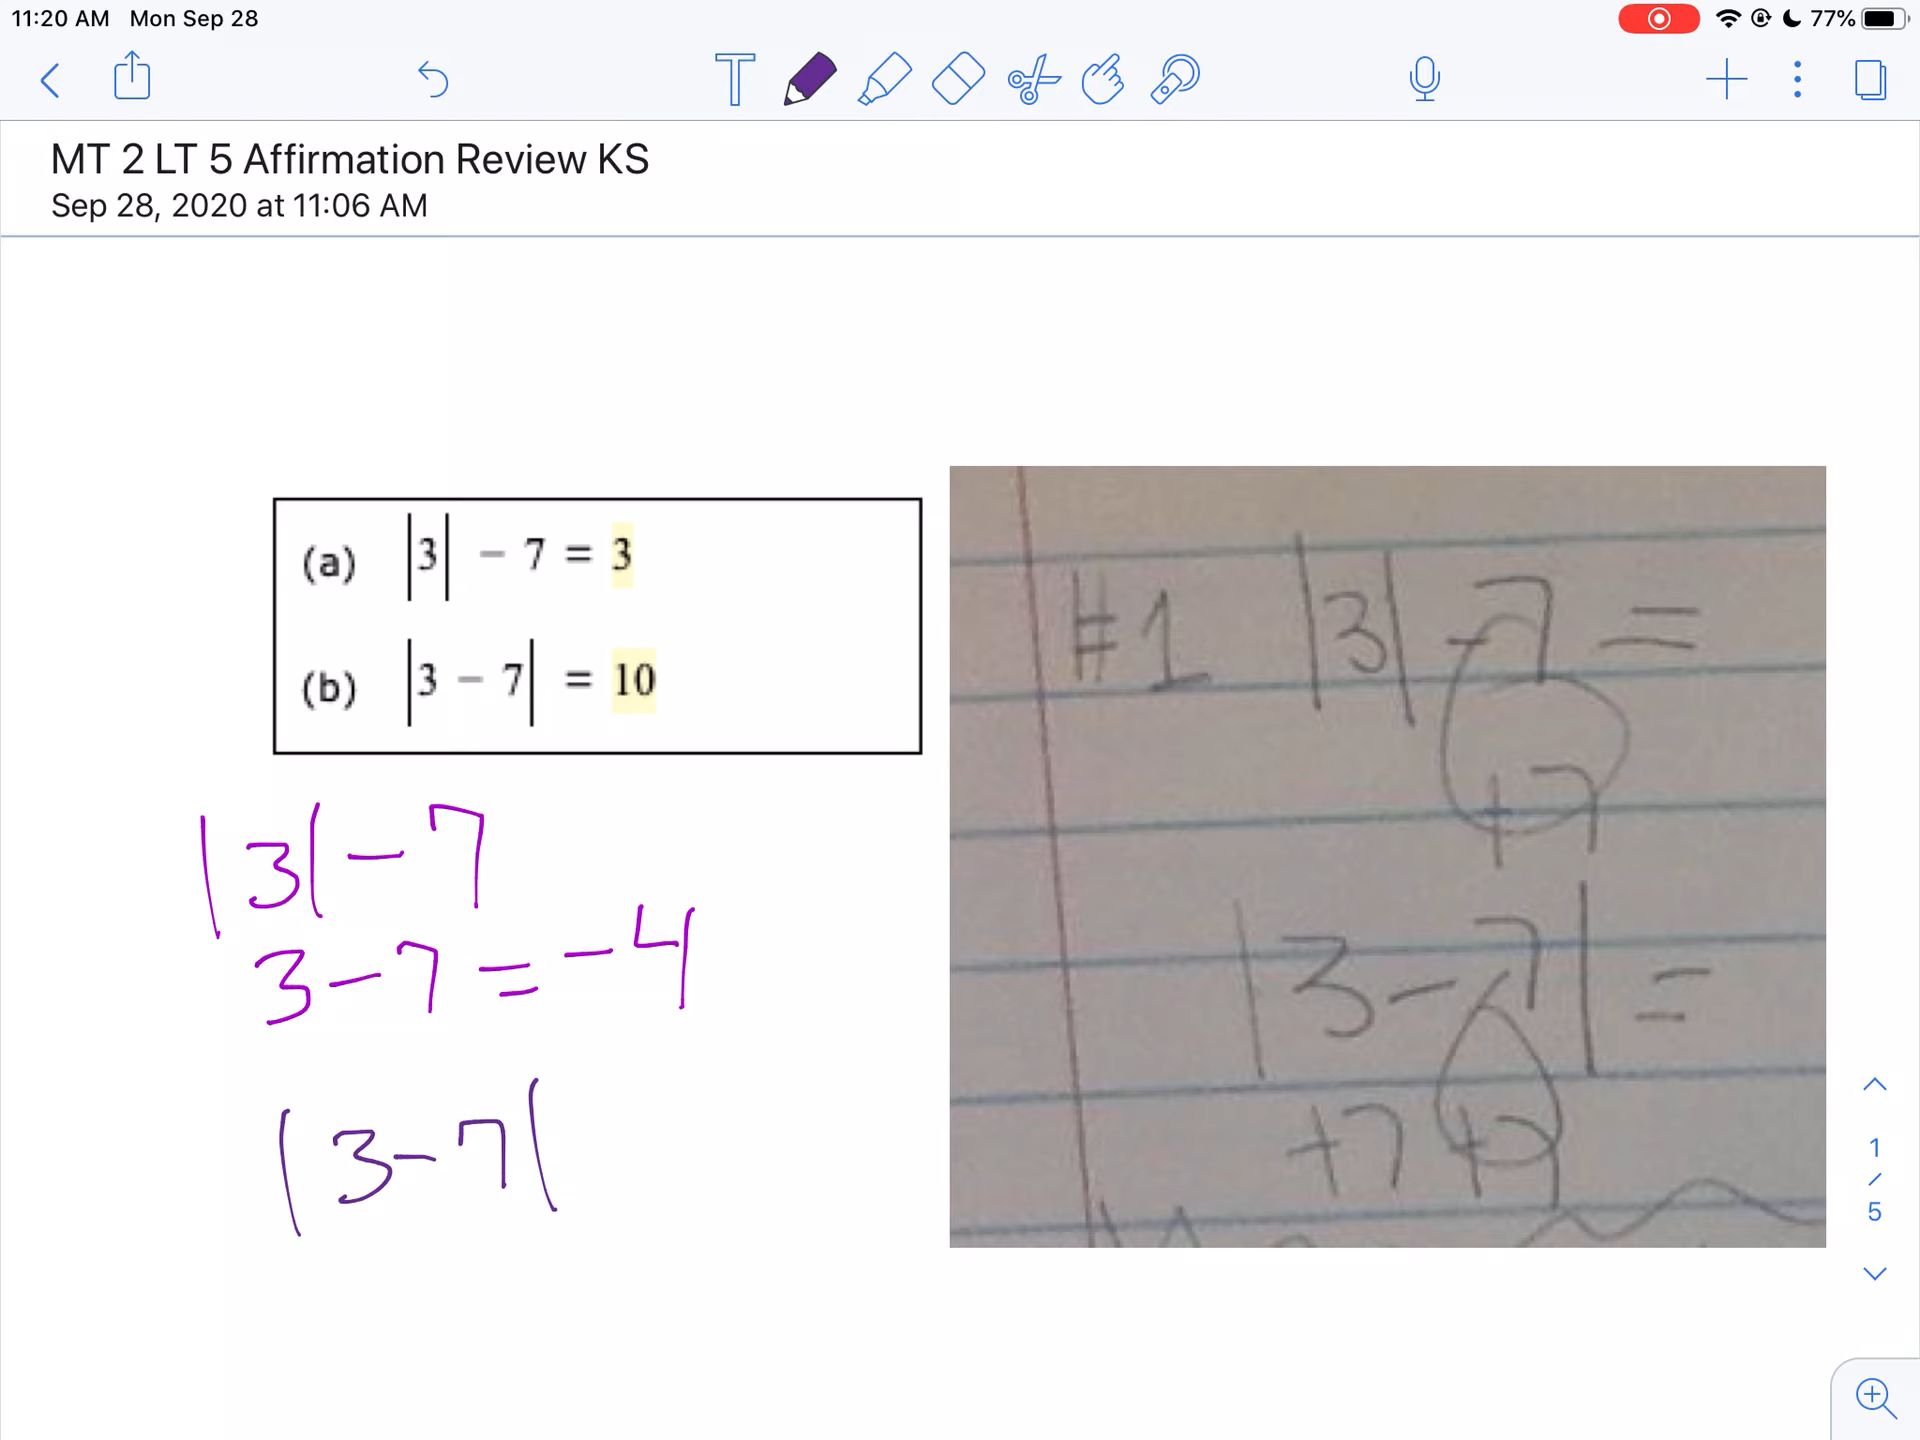 11:20 AM Mon Sep 28
77%
T
MT 2 LT 5 Affirmation Review KS
Sep 28, 2020 at 11:06 AM
(a) |3| - 7 = 3
(b) |3 - 7| = 10
|3| - 7
3 - 7 = -4
|3 - 7|
#1 |3| - 7 =
+7
|3 - 7| =
+7 +7
1
/
5